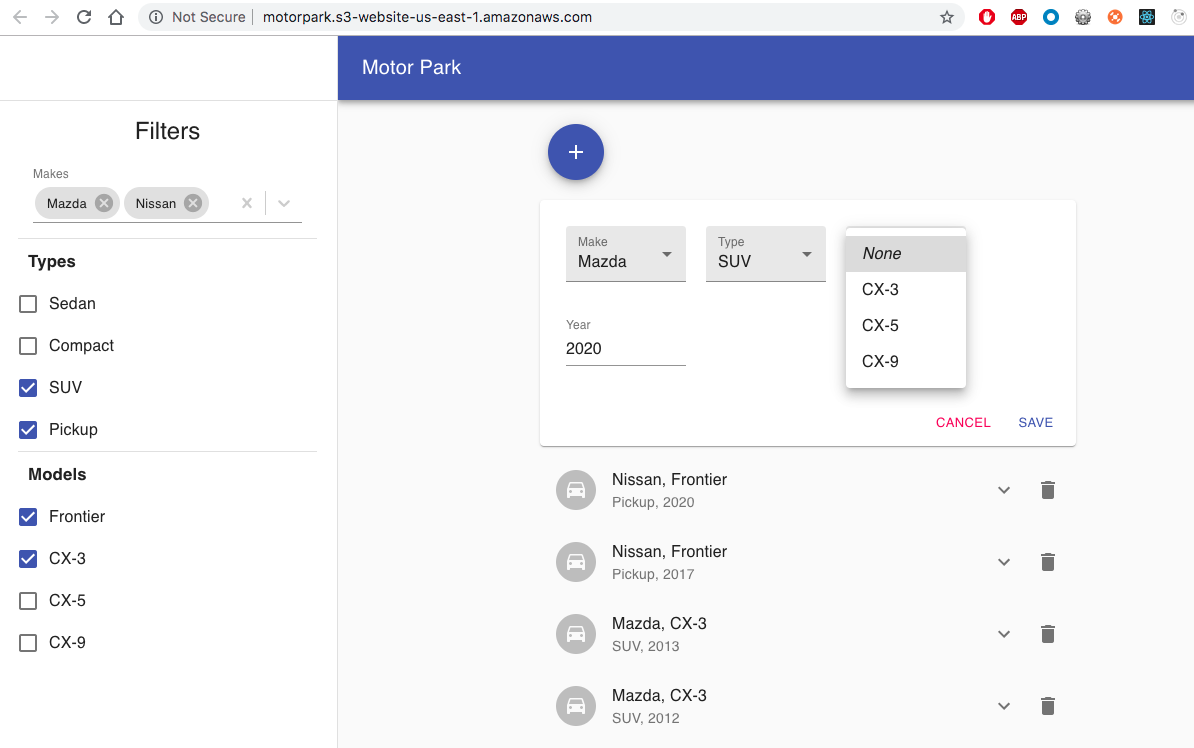 Not Secure
motorpark.s3-website-us-east-1.amazonaws.com
ABP
Motor Park
Filters
Makes
Mazda
Nissan
Types
Sedan
Compact
SUV
Pickup
Models
Frontier
CX-3
CX-5
CX-9
+
Make
Mazda
Type
SUV
None
CX-3
CX-5
CX-9
Year
2020
CANCEL
SAVE
Nissan, Frontier
Pickup, 2020
Nissan, Frontier
Pickup, 2017
Mazda, CX-3
SUV, 2013
Mazda, CX-3
SUV, 2012